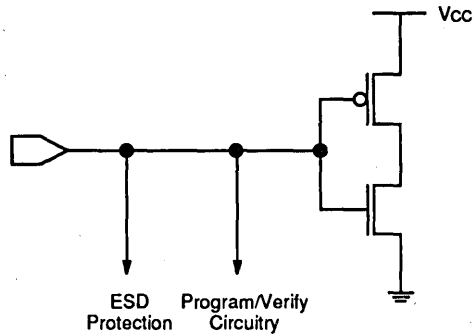 Vcc
ESD
Protection
Program/Verify
Circuitry